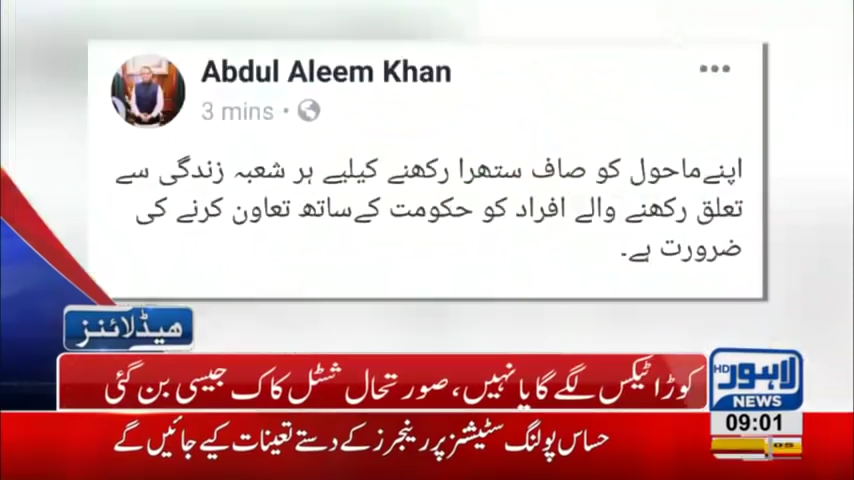 Abdul Aleem Khan
3 mins
اپنے ماحول کو صاف ستھرا رکھنے کیلیے ہر شعبہ زندگی سے
تعلق رکھنے والے افراد کو حکومت کے ساتھ تعاون کرنے کی
ضرورت ہے۔
ھیڈلائنز
کوڑا ٹیکس لگے گا یا نہیں، صورتحال شٹل کاک جیسی بن گئی
HD لاہور
NEWS
09:01
05
حساس پولنگ سٹیشنز پر رینجرز کے دستے تعینات کیے جائیں گے